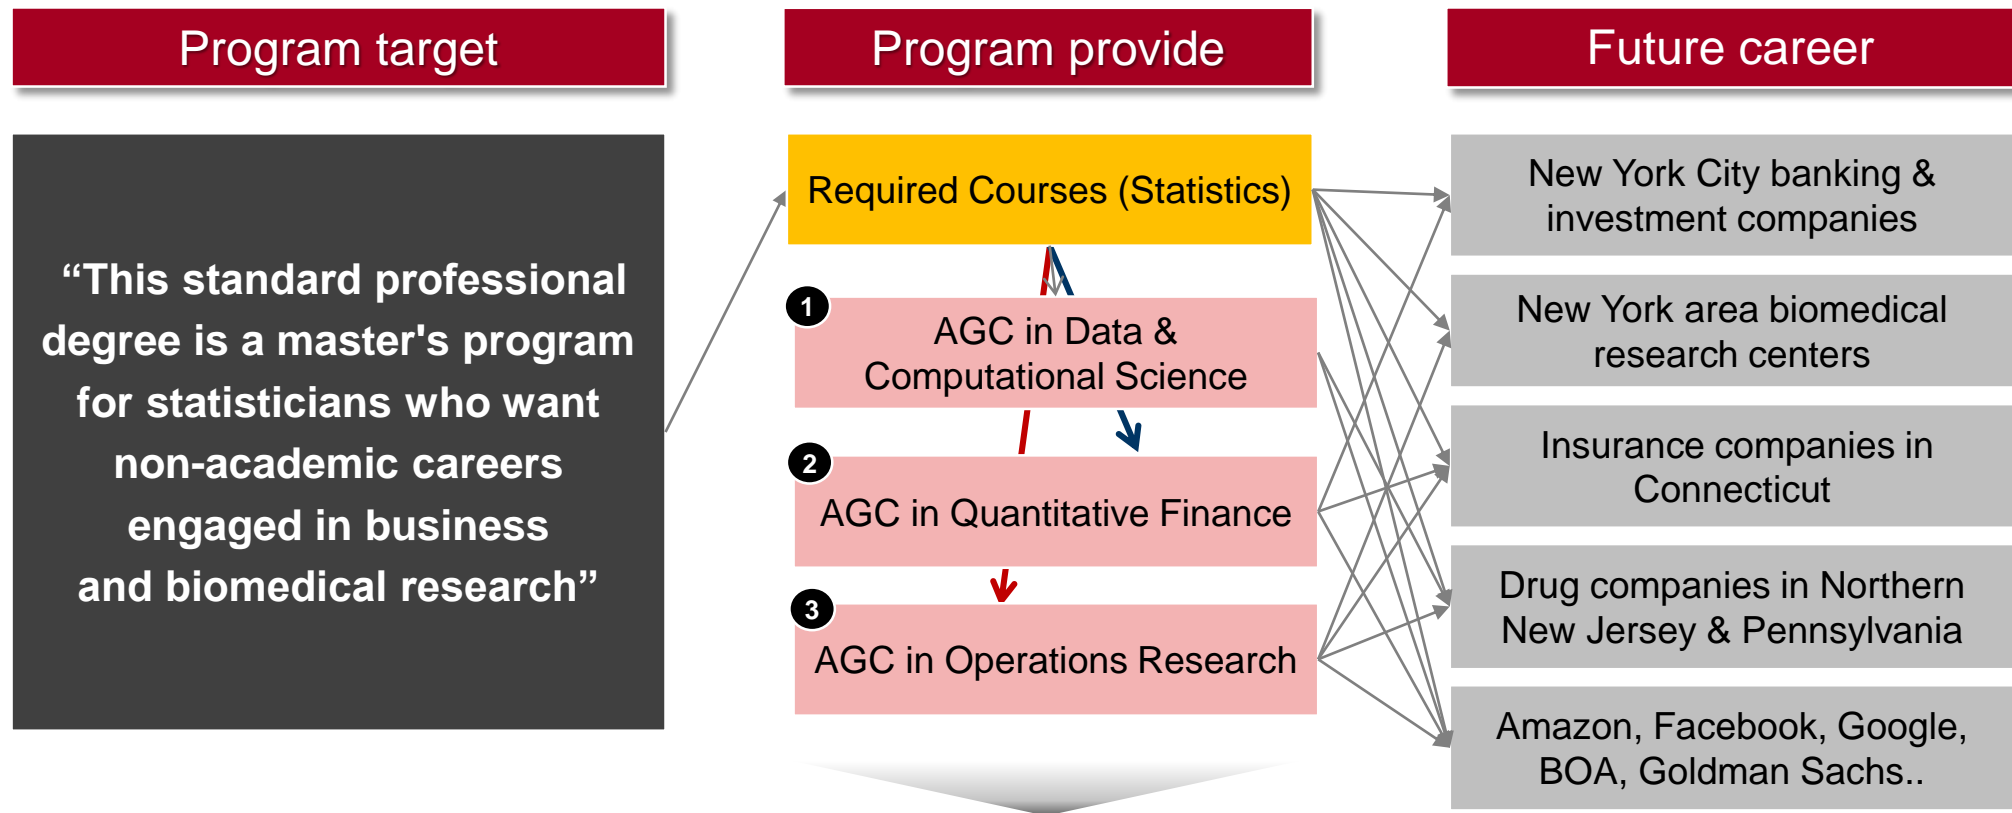 Program target
Program provide
Future career
“This standard professional
degree is a master's program
for statisticians who want
non-academic careers
engaged in business
and biomedical research”
Required Courses (Statistics)
1
AGC in Data &
Computational Science
2
AGC in Quantitative Finance
3
AGC in Operations Research
New York City banking &
investment companies
New York area biomedical
research centers
Insurance companies in
Connecticut
Drug companies in Northern
New Jersey & Pennsylvania
Amazon, Facebook, Google,
BOA, Goldman Sachs..